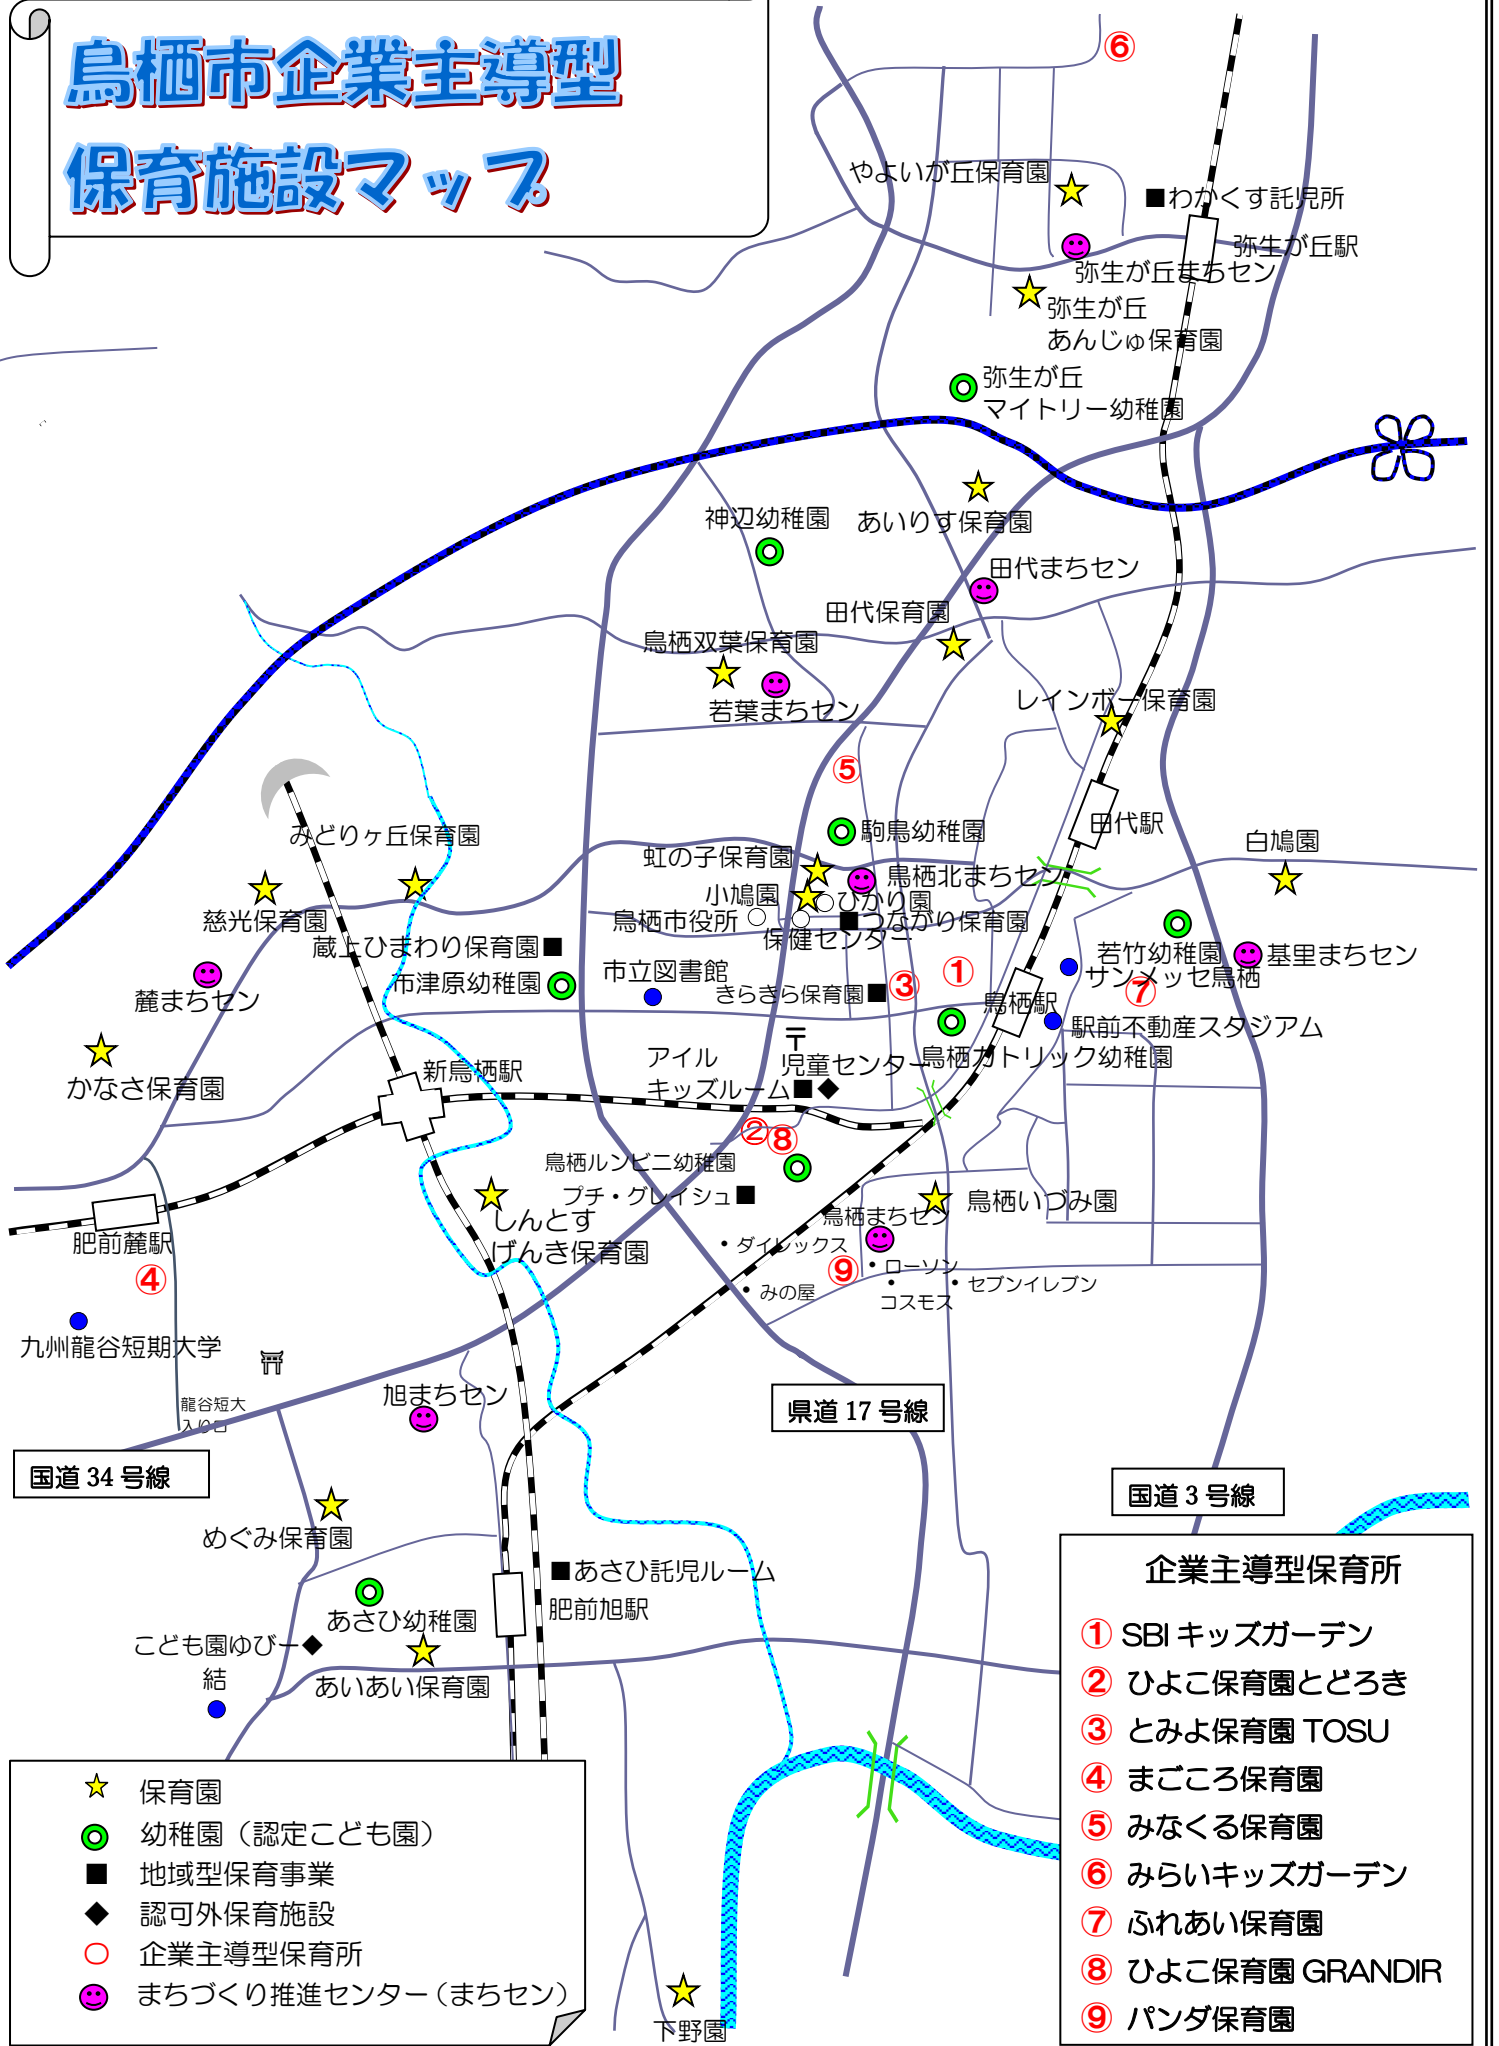 鳥栖市企業主導型
保育施設マップ
⑥
やよいが丘保育園
■わかくす託児所
弥生が丘駅
弥生が丘まちセン
弥生が丘
あんじゅ保育園
弥生が丘
マイトリー幼稚園
神辺幼稚園
あいりす保育園
田代まちセン
田代保育園
鳥栖双葉保育園
若葉まちセン
レインボー保育園
⑤
駒鳥幼稚園
田代駅
白鳩園
みどりヶ丘保育園
虹の子保育園
鳥栖北まちセン
小鳩園
ひかり園
慈光保育園
鳥栖市役所
■つながり保育園
保健センター
蔵上ひまわり保育園■
若竹幼稚園
基里まちセン
市津原幼稚園
市立図書館
きらきら保育園■
③
①
サンメッセ鳥栖
⑦
麓まちセン
鳥栖駅
駅前不動産スタジアム
〒
かなさ保育園
新鳥栖駅
アイル
キッズルーム■◆
児童センター
鳥栖カトリック幼稚園
②
⑧
鳥栖ルンビニ幼稚園
プチ・グレイシュ■
しんとす
げんき保育園
鳥栖いづみ園
鳥栖まちセン
・ダイレックス
肥前麓駅
④
⑨
・ローソン
・みの屋
・コスモス
・セブンイレブン
九州龍谷短期大学
龍谷短大
入り口
旭まちセン
県道 17 号線
国道 34 号線
国道 3 号線
めぐみ保育園
■あさひ託児ルーム
肥前旭駅
あさひ幼稚園
こども園ゆびー◆
結
あいあい保育園
下野園
保育園
幼稚園（認定こども園）
■ 地域型保育事業
◆ 認可外保育施設
企業主導型保育所
まちづくり推進センター（まちセン）
企業主導型保育所
① SBI キッズガーデン
② ひよこ保育園とどろき
③ とみよ保育園 TOSU
④ まごころ保育園
⑤ みなくる保育園
⑥ みらいキッズガーデン
⑦ ふれあい保育園
⑧ ひよこ保育園 GRANDIR
⑨ パンダ保育園